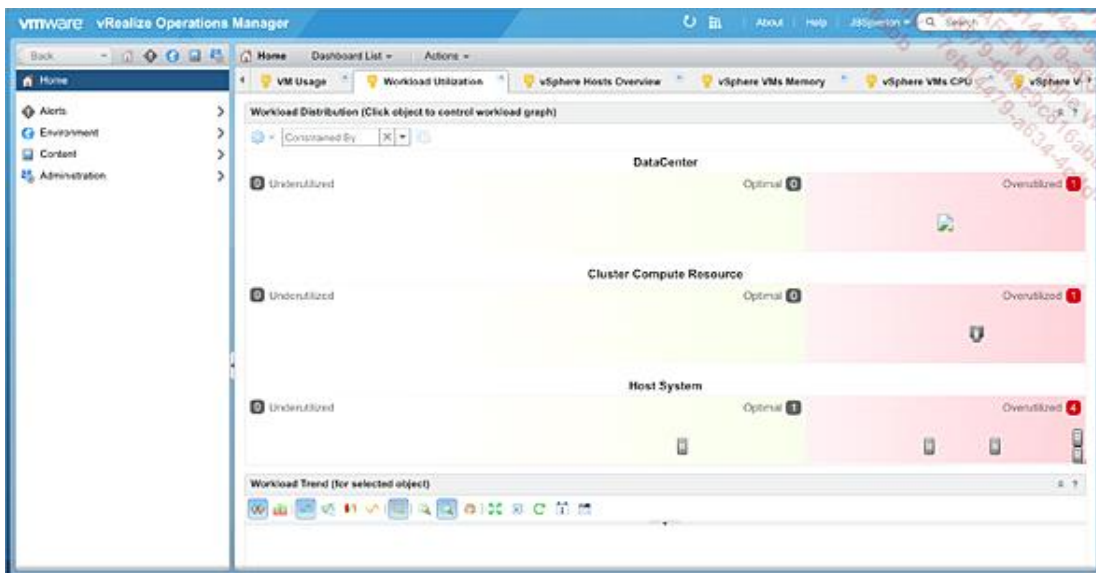 vmware vRealize Operations Manager
About Help
Back
Home Dashboard List Actions
Home
VM Usage Workload Utilization vSphere Hosts Overview vSphere VMs Memory vSphere VMs CPU vSphere V
Alerts
Environment
Content
Administration
Workload Distribution (Click object to control workload graph)
Constrained By
DataCenter
0 Underutilized Optimal 0 Overutilized 1
Cluster Compute Resource
0 Underutilized Optimal 0 Overutilized 1
Host System
0 Underutilized Optimal 1 Overutilized 4
Workload Trend (for selected object)